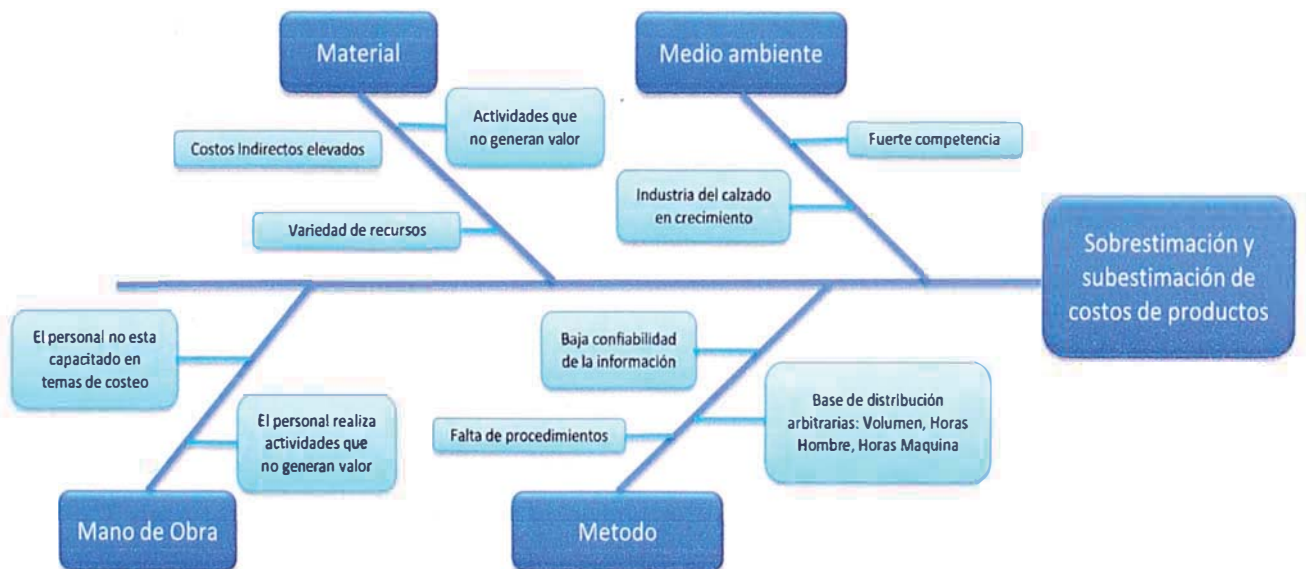 Material
Medio ambiente
Actividades que
no generan valor
Costos Indirectos elevados
Fuerte competencia
Industria del calzado
en crecimiento
Variedad de recursos
Sobrestimación y
subestimación de
costos de productos
El personal no esta
capacitado en
temas de costeo
Baja confiabilidad
de la información
Base de distribución
arbitrarias: Volumen, Horas
Hombre, Horas Maquina
El personal realiza
actividades que
no generan valor
Falta de procedimientos
Mano de Obra
Metodo